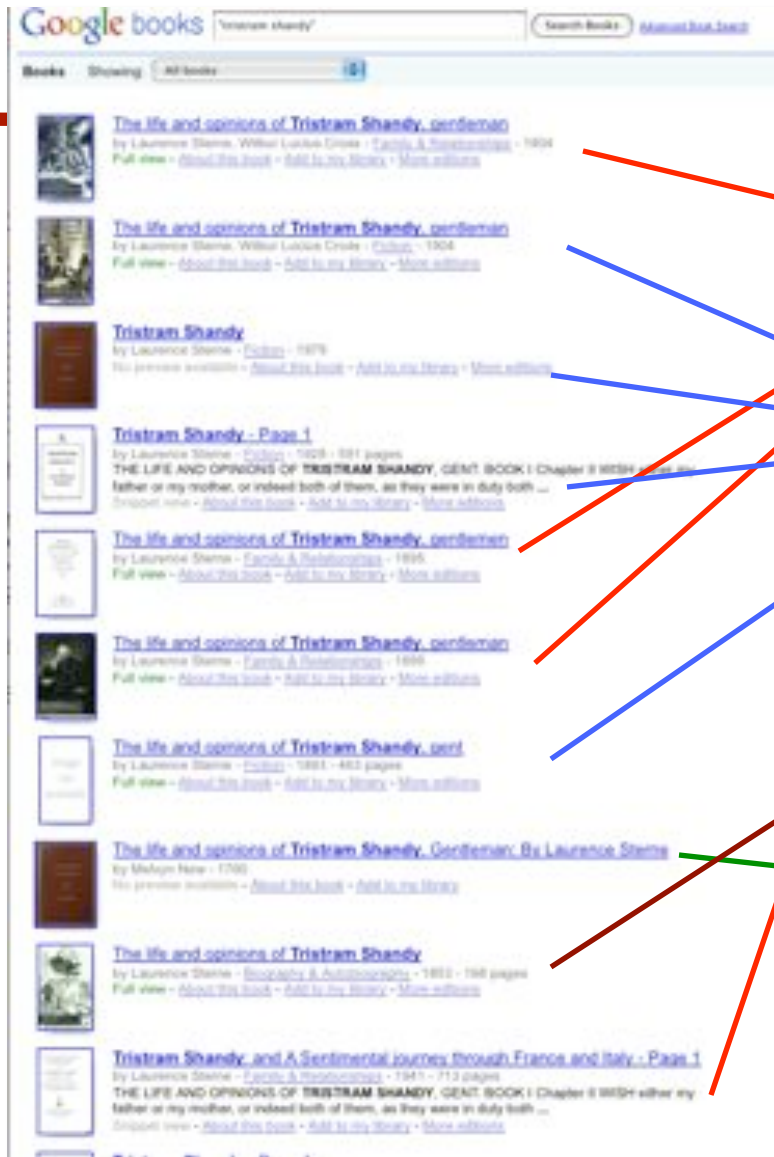 Google books "tristram shandy" Search Books Advanced Book Search
Books Showing All books
The life and opinions of Tristram Shandy, gentleman
by Laurence Sterne, Wilbur Lucius Cross - Family & Relationships - 1904
Full view - About this book - Add to my library - More editions
The life and opinions of Tristram Shandy, gentleman
by Laurence Sterne, Wilbur Lucius Cross - Fiction - 1904
Full view - About this book - Add to my library - More editions
Tristram Shandy
by Laurence Sterne - Fiction -
No preview available - About this book - Add to my library - More editions
Tristram Shandy - Page 1
by Laurence Sterne - Fiction - pages
THE LIFE AND OPINIONS OF TRISTRAM SHANDY, GENT. BOOK I Chapter II WISH either my
father or my mother, or indeed both of them, as they were in duty both ...
Snippet view - About this book - Add to my library - More editions
The life and opinions of Tristram Shandy, gentleman
by Laurence Sterne - Family & Relationships -
Full view - About this book - Add to my library - More editions
The life and opinions of Tristram Shandy, gentleman
by Laurence Sterne - Family & Relationships -
Full view - About this book - Add to my library - More editions
The life and opinions of Tristram Shandy, gent
by Laurence Sterne - Fiction - pages
Full view - About this book - Add to my library - More editions
The life and opinions of Tristram Shandy, Gentleman: By Laurence Sterne
by Melvyn New - 1760
No preview available - About this book - Add to my library
The life and opinions of Tristram Shandy
by Laurence Sterne - Biography & Autobiography - pages
Full view - About this book - Add to my library - More editions
Tristram Shandy: and A Sentimental journey through France and Italy - Page 1
by Laurence Sterne - Family & Relationships - 1941 - 713 pages
THE LIFE AND OPINIONS OF TRISTRAM SHANDY, GENT. BOOK I Chapter II WISH either my
father or my mother, or indeed both of them, as they were in duty both ...
Snippet view - About this book - Add to my library - More editions